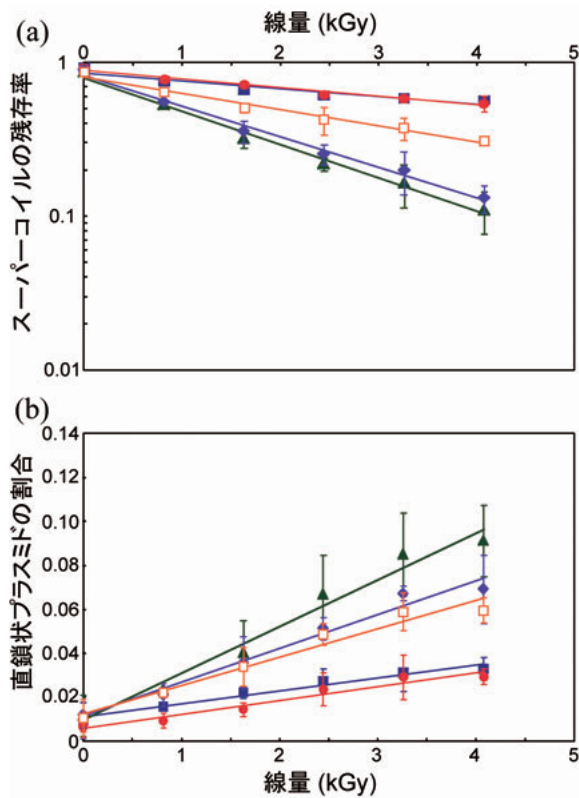 線量 (kGy)
(a)
0 1 2 3 4 5
1
0.1
0.01
スーパーコイルの残存率
(b)
0.14
0.12
0.10
0.08
0.06
0.04
0.02
0
直鎖状プラスミドの割合
0 1 2 3 4 5
線量 (kGy)